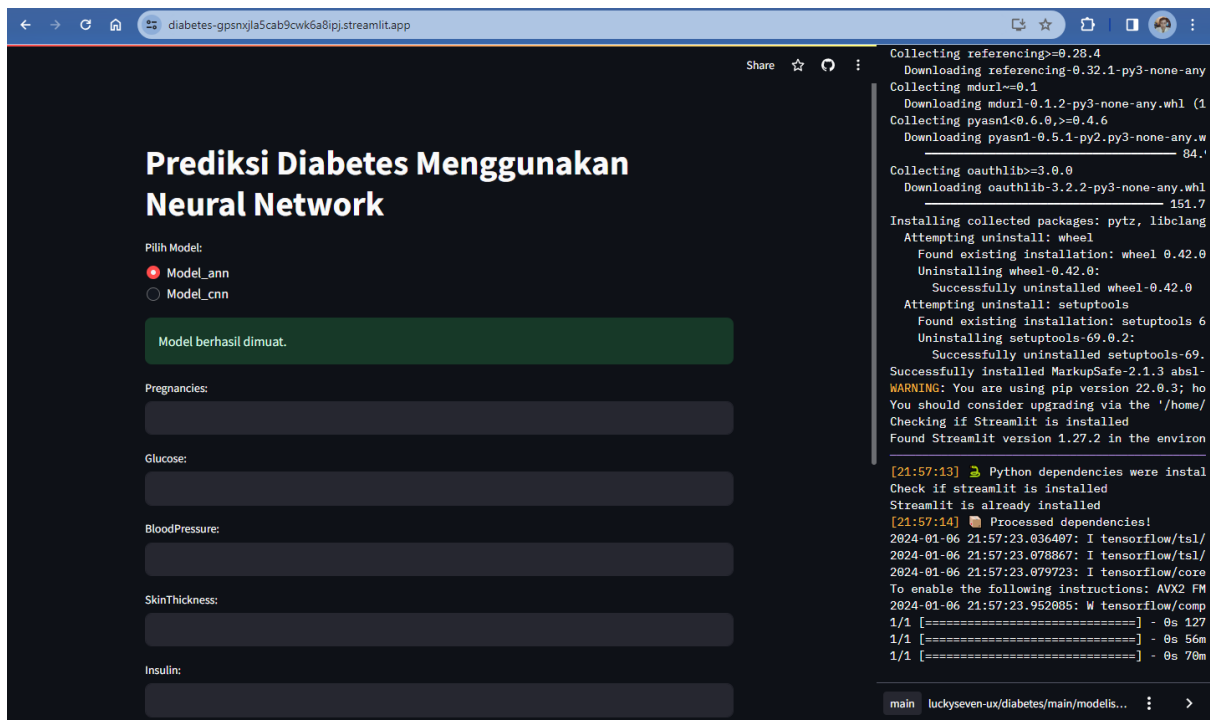 diabetes-gpsnxjla5cab9cwk6a8ipj.streamlit.app
Share
Prediksi Diabetes Menggunakan
Neural Network
Pilih Model:
Model_ann
Model_cnn
Model berhasil dimuat.
Pregnancies:
Glucose:
BloodPressure:
SkinThickness:
Insulin:
Collecting referencing>=0.28.4
Downloading referencing-0.32.1-py3-none-any
Collecting mdurl~=0.1
Downloading mdurl-0.1.2-py3-none-any.whl (1
Collecting pyasn1<0.6.0,>=0.4.6
Downloading pyasn1-0.5.1-py2.py3-none-any.w
84.
Collecting oauthlib>=3.0.0
Downloading oauthlib-3.2.2-py3-none-any.whl
151.7
Installing collected packages: pytz, libclang
Attempting uninstall: wheel
Found existing installation: wheel 0.42.0
Uninstalling wheel-0.42.0:
Successfully uninstalled wheel-0.42.0
Attempting uninstall: setuptools
Found existing installation: setuptools 6
Uninstalling setuptools-69.0.2:
Successfully uninstalled setuptools-69.
Successfully installed MarkupSafe-2.1.3 absl-
WARNING: You are using pip version 22.0.3; ho
You should consider upgrading via the '/home/
Checking if Streamlit is installed
Found Streamlit version 1.27.2 in the environ
[21:57:13] 🐍 Python dependencies were instal
Check if streamlit is installed
Streamlit is already installed
[21:57:14] 📦 Processed dependencies!
2024-01-06 21:57:23.036407: I tensorflow/tsl/
2024-01-06 21:57:23.078867: I tensorflow/tsl/
2024-01-06 21:57:23.079723: I tensorflow/core
To enable the following instructions: AVX2 FM
2024-01-06 21:57:23.952085: W tensorflow/comp
1/1 [==============================] - 0s 127
1/1 [==============================] - 0s 56m
1/1 [==============================] - 0s 70m
main luckyseven-ux/diabetes/main/modelis...